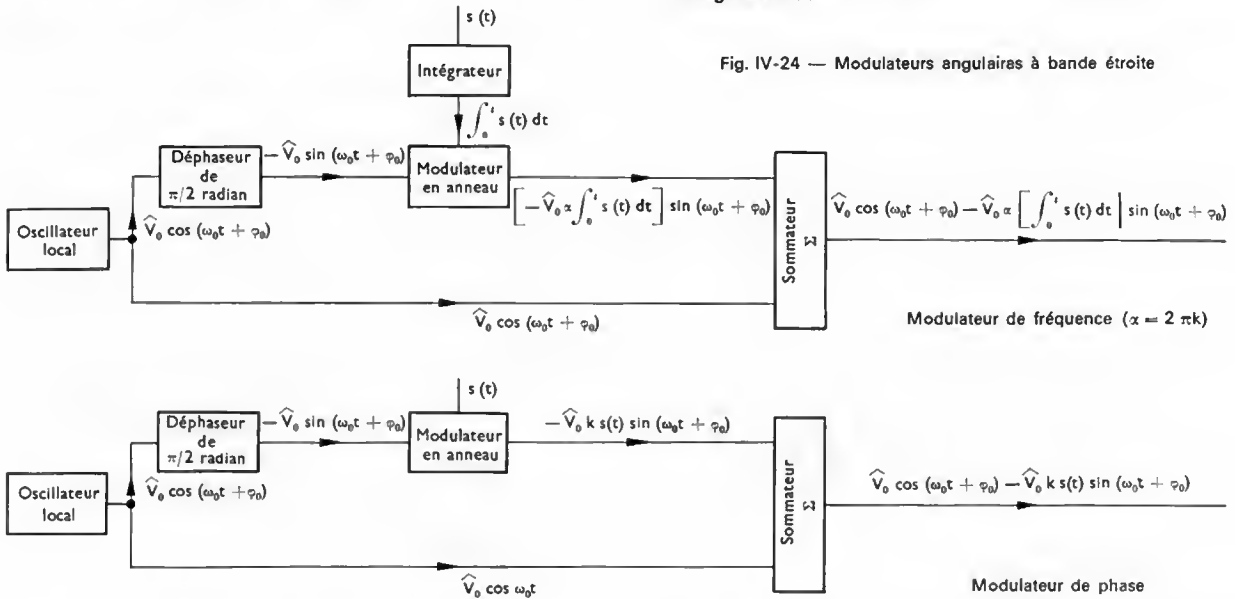 s (t)
Fig. IV-24 — Modulateurs angulairas à bande étroite
Intégrateur
∫₀ᵗ s (t) dt
Déphaseur
de
π/2 radian
— V̂₀ sin (ω₀t + φ₀)
Modulateur
en anneau
[— V̂₀ α ∫₀ᵗ s (t) dt] sin (ω₀t + φ₀)
Oscillateur
local
V̂₀ cos (ω₀t + φ₀)
Sommateur
Σ
V̂₀ cos (ω₀t + φ₀) — V̂₀ α [∫₀ᵗ s (t) dt | sin (ω₀t + φ₀)
V̂₀ cos (ω₀t + φ₀)
Modulateur de fréquence (α = 2 πk)
s (t)
Déphaseur
de
π/2 radian
— V̂₀ sin (ω₀t + φ₀)
Modulateur
en anneau
— V̂₀ k s(t) sin (ω₀t + φ₀)
Oscillateur
local
V̂₀ cos (ω₀t + φ₀)
Sommateur
Σ
V̂₀ cos (ω₀t + φ₀) — V̂₀ k s(t) sin (ω₀t + φ₀)
V̂₀ cos ω₀t
Modulateur de phase